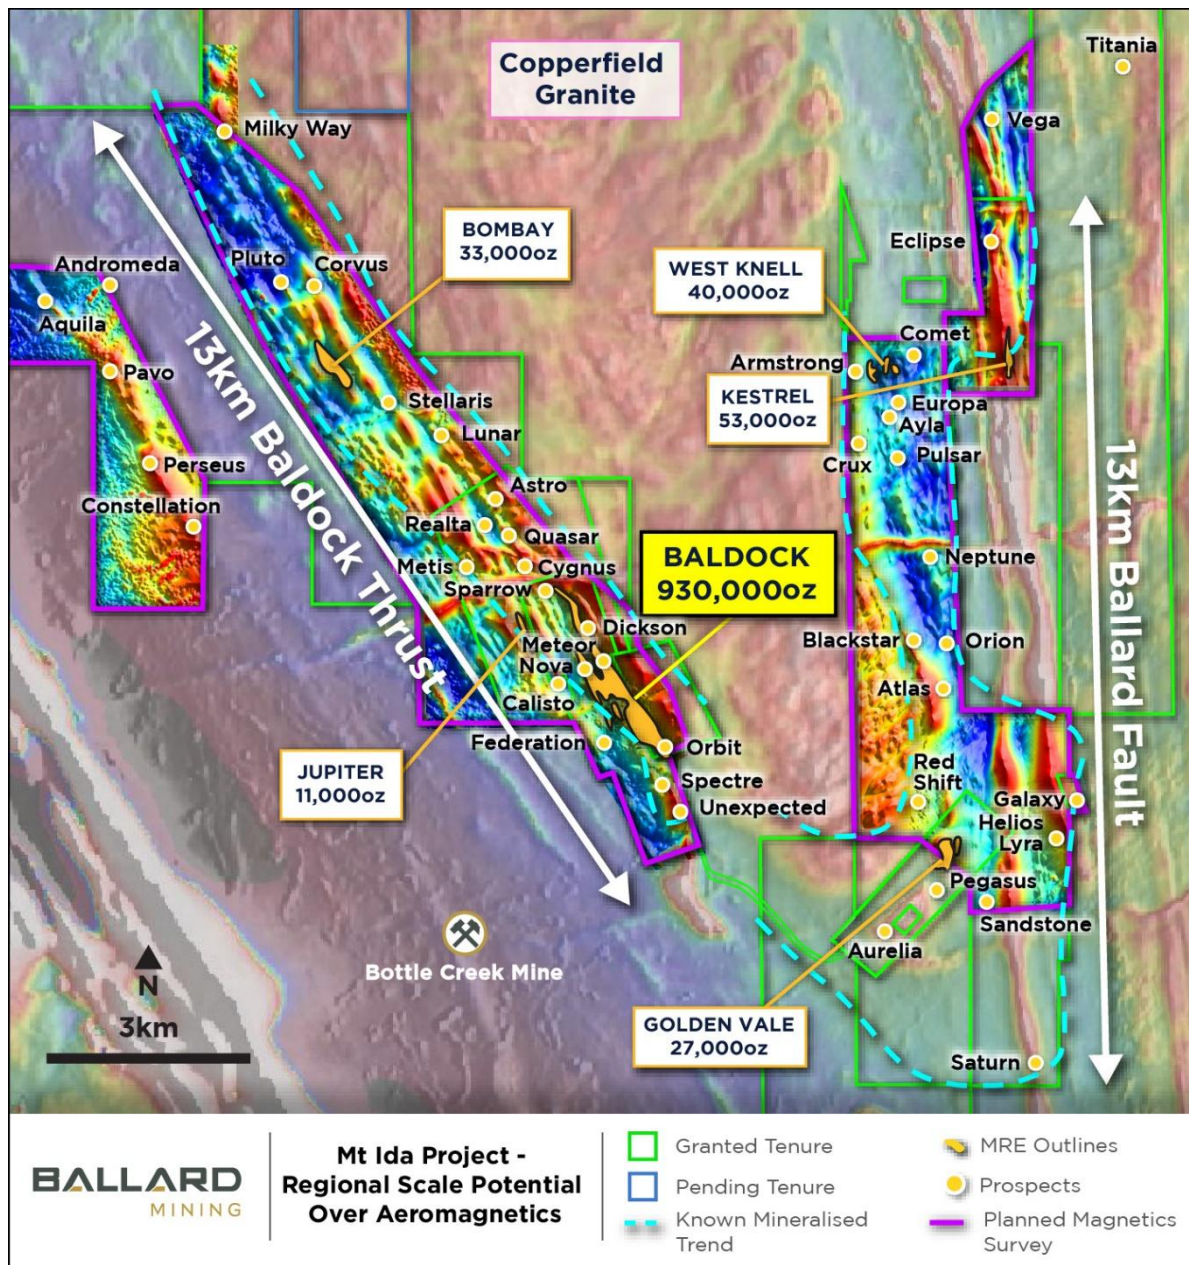 Copperfield
Granite
Titania
Vega
Milky Way
BOMBAY
33,000oz
Eclipse
Andromeda
Pluto
Corvus
WEST KNELL
40,000oz
Aquila
Comet
Pavo
Armstrong
KESTREL
53,000oz
Stellaris
Europa
Ayla
Lunar
Crux
Pulsar
Perseus
Constellation
Astro
Realta
Quasar
13km Baldock Thrust
13km Ballard Fault
Metis
Cygnus
BALDOCK
930,000oz
Neptune
Sparrow
Dickson
Meteor
Nova
Blackstar
Orion
Calisto
Atlas
Federation
Orbit
JUPITER
11,000oz
Spectre
Unexpected
Red
Shift
Galaxy
Helios
Lyra
Pegasus
Sandstone
Aurelia
Bottle Creek Mine
N
3km
GOLDEN VALE
27,000oz
Saturn
BALLARD
MINING
Mt Ida Project -
Regional Scale Potential
Over Aeromagnetics
Granted Tenure
Pending Tenure
Known Mineralised
Trend
MRE Outlines
Prospects
Planned Magnetics
Survey